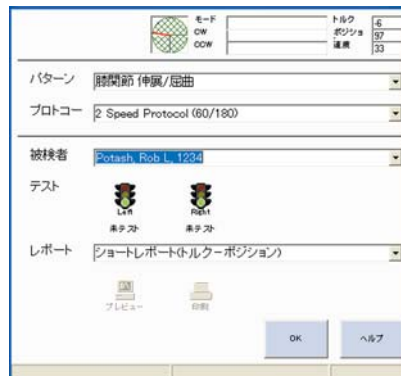 モード
CW
CCW
トルク -6
ポジショ 97
速度 33
パターン 膝関節 伸展/屈曲
プロトコー 2 Speed Protocol (60/180)
被検者 Potash, Rob L, 1234
テスト
Left Right
未テスト 未テスト
レポート ショートレポート(トルク-ポジション)
プレビュー 印刷
OK ヘルプ